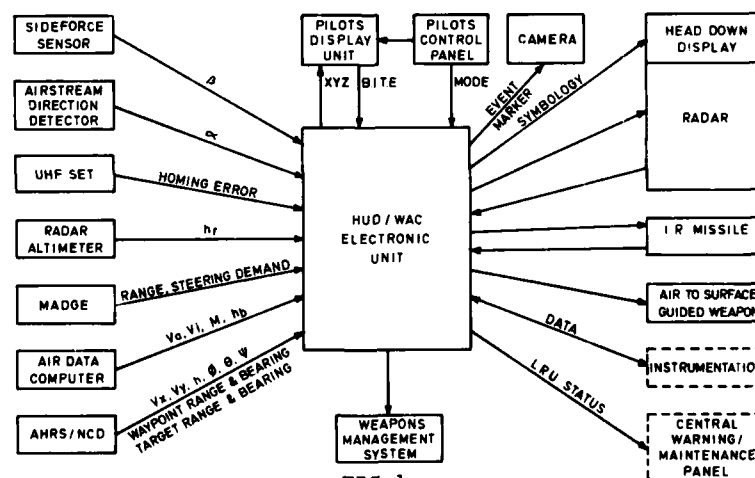 SIDEFORCE
SENSOR
AIRSTREAM
DIRECTION
DETECTOR
UHF SET
RADAR
ALTIMETER
MADGE
AIR DATA
COMPUTER
AHRS/NCD
β
α
HOMING ERROR
hr
RANGE, STEERING DEMAND
Va, Vi, M, hb
Vx, Vy, h, ø, θ, ψ
WAYPOINT RANGE & BEARING
TARGET RANGE & BEARING
PILOTS
DISPLAY
UNIT
PILOTS
CONTROL
PANEL
XYZ
B.I.T.E
MODE
HUD/WAC
ELECTRONIC
UNIT
WEAPONS
MANAGEMENT
SYSTEM
CAMERA
EVENT
MARKER
SYMBOLOGY
DATA
LRU STATUS
HEAD DOWN
DISPLAY
RADAR
I R MISSILE
AIR TO SURFACE
GUIDED WEAPON
INSTRUMENTATIO
CENTRAL
WARNING/
MAINTENANCE
PANEL